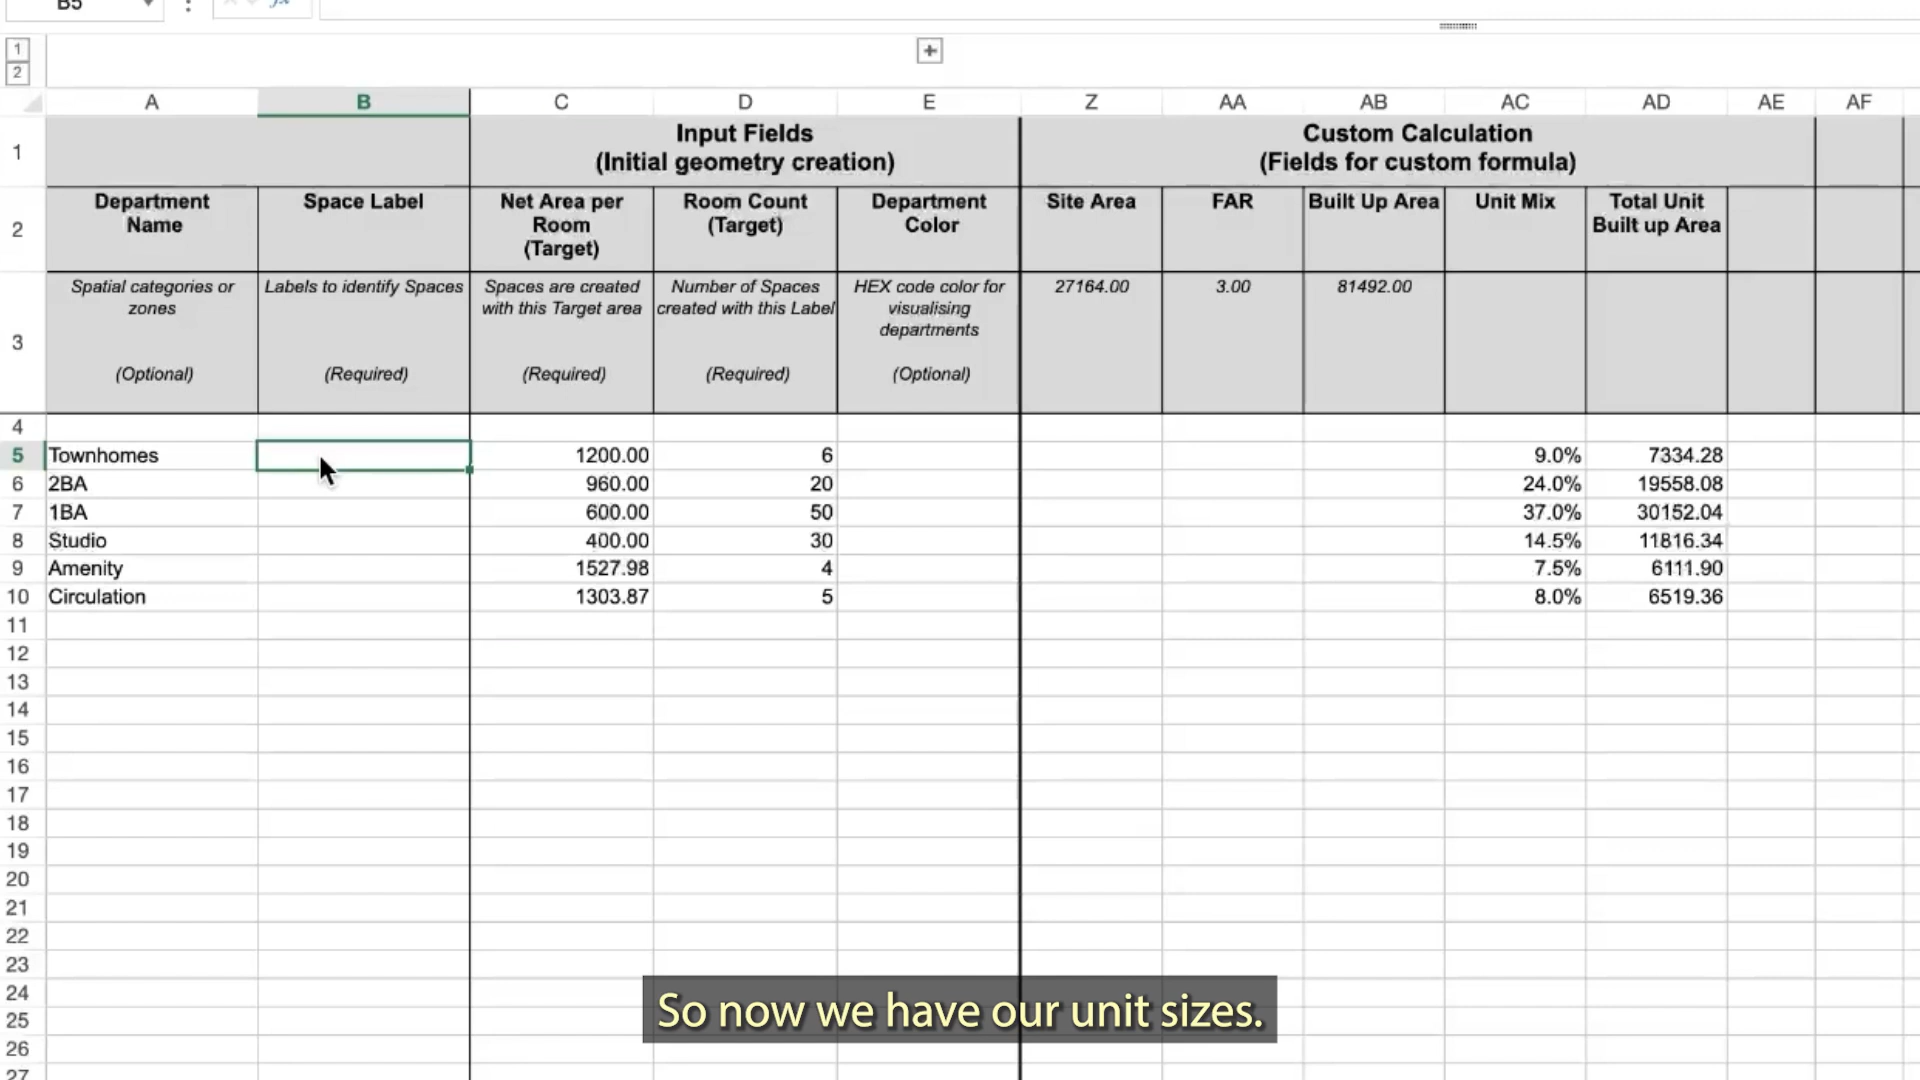 B5
1
2
A B C D E Z AA AB AC AD AE AF
1 Input Fields Custom Calculation
(Initial geometry creation) (Fields for custom formula)
2 Department Space Label Net Area per Room Count Department Site Area FAR Built Up Area Unit Mix Total Unit
Name Room (Target) Color Built up Area
(Target)
3 Spatial categories or Labels to identify Spaces Spaces are created Number of Spaces HEX code color for 27164.00 3.00 81492.00
zones with this Target area created with this Label visualising
departments
(Optional) (Required) (Required) (Required) (Optional)
4
5 Townhomes 1200.00 6 9.0% 7334.28
6 2BA 960.00 20 24.0% 19558.08
7 1BA 600.00 50 37.0% 30152.04
8 Studio 400.00 30 14.5% 11816.34
9 Amenity 1527.98 4 7.5% 6111.90
10 Circulation 1303.87 5 8.0% 6519.36
11
12
13
14
15
16
17
18
19
20
21
22
23
24
25
26
27
So now we have our unit sizes.